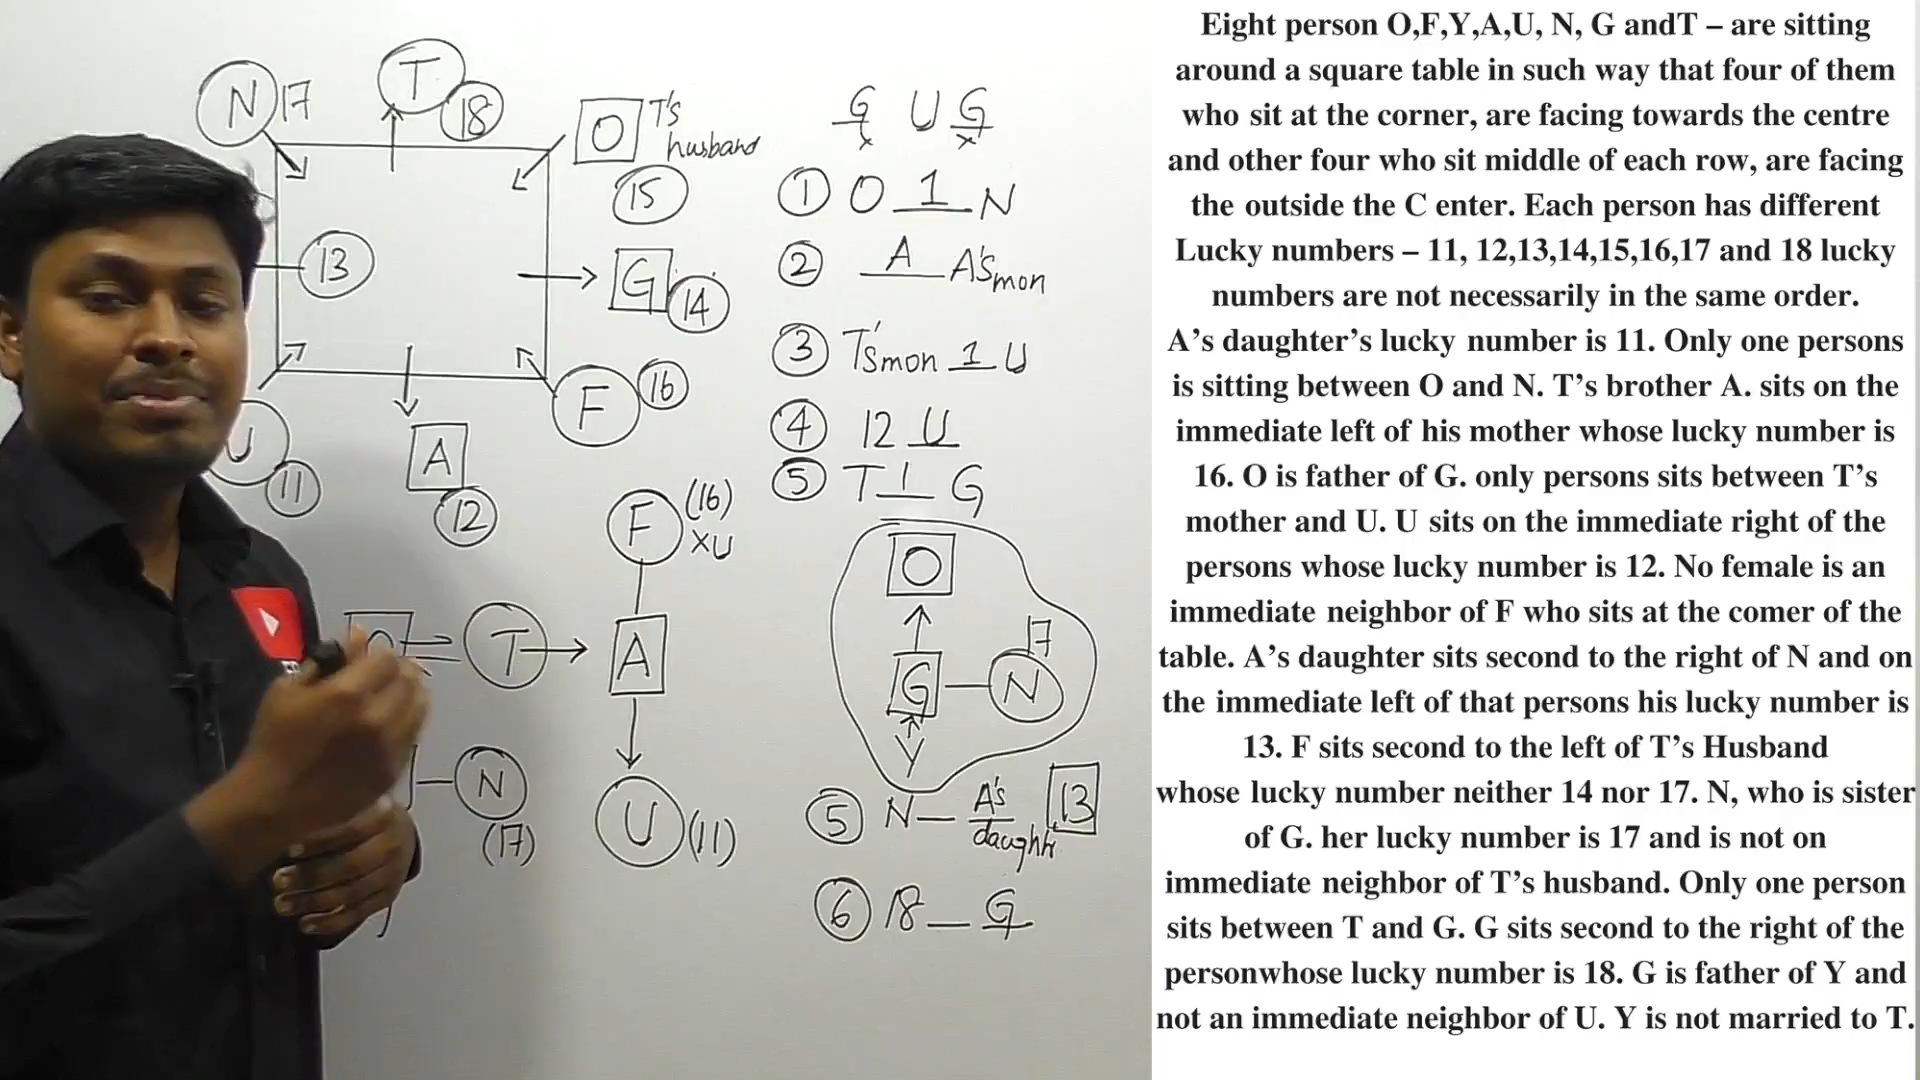 N 17
T
18
O T's
husband
15
13
G
14
F 16
U
11
A
12
F (16)
XU
T A
N
(17)
U (11)
G U G
x x
① O 1 N
② A A's mon
③ T's mon 1 U
④ 12 U
⑤ T 1 G
O
G N 17
Y
⑤ N A's 13
daught
⑥ 18 G
Eight person O,F,Y,A,U, N, G andT – are sitting
around a square table in such way that four of them
who sit at the corner, are facing towards the centre
and other four who sit middle of each row, are facing
the outside the C enter. Each person has different
Lucky numbers – 11, 12,13,14,15,16,17 and 18 lucky
numbers are not necessarily in the same order.
A’s daughter’s lucky number is 11. Only one persons
is sitting between O and N. T’s brother A. sits on the
immediate left of his mother whose lucky number is
16. O is father of G. only persons sits between T’s
mother and U. U sits on the immediate right of the
persons whose lucky number is 12. No female is an
immediate neighbor of F who sits at the comer of the
table. A’s daughter sits second to the right of N and on
the immediate left of that persons his lucky number is
13. F sits second to the left of T’s Husband
whose lucky number neither 14 nor 17. N, who is sister
of G. her lucky number is 17 and is not on
immediate neighbor of T’s husband. Only one person
sits between T and G. G sits second to the right of the
personwhose lucky number is 18. G is father of Y and
not an immediate neighbor of U. Y is not married to T.